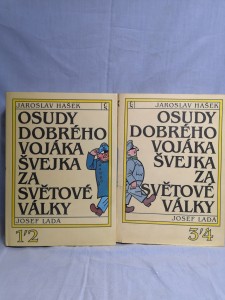 JAROSLAV HAŠEK
OSUDY
DOBRÉHO
VOJÁKA
ŠVEJKA
ZA
SVĚTOVÉ
VÁLKY
JOSEF LADA
1/2
JAROSLAV HAŠEK
OSUDY
DOBRÉHO
VOJÁKA
ŠVEJKA
ZA
SVĚTOVÉ
VÁLKY
JOSEF LADA
3/4